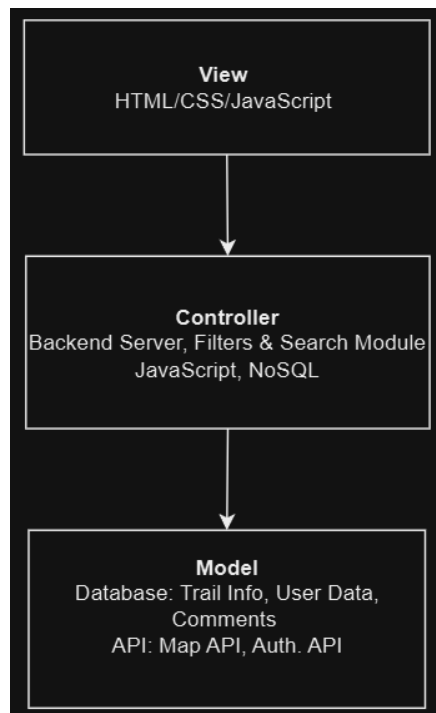 View
HTML/CSS/JavaScript
Controller
Backend Server, Filters & Search Module
JavaScript, NoSQL
Model
Database: Trail Info, User Data,
Comments
API: Map API, Auth. API